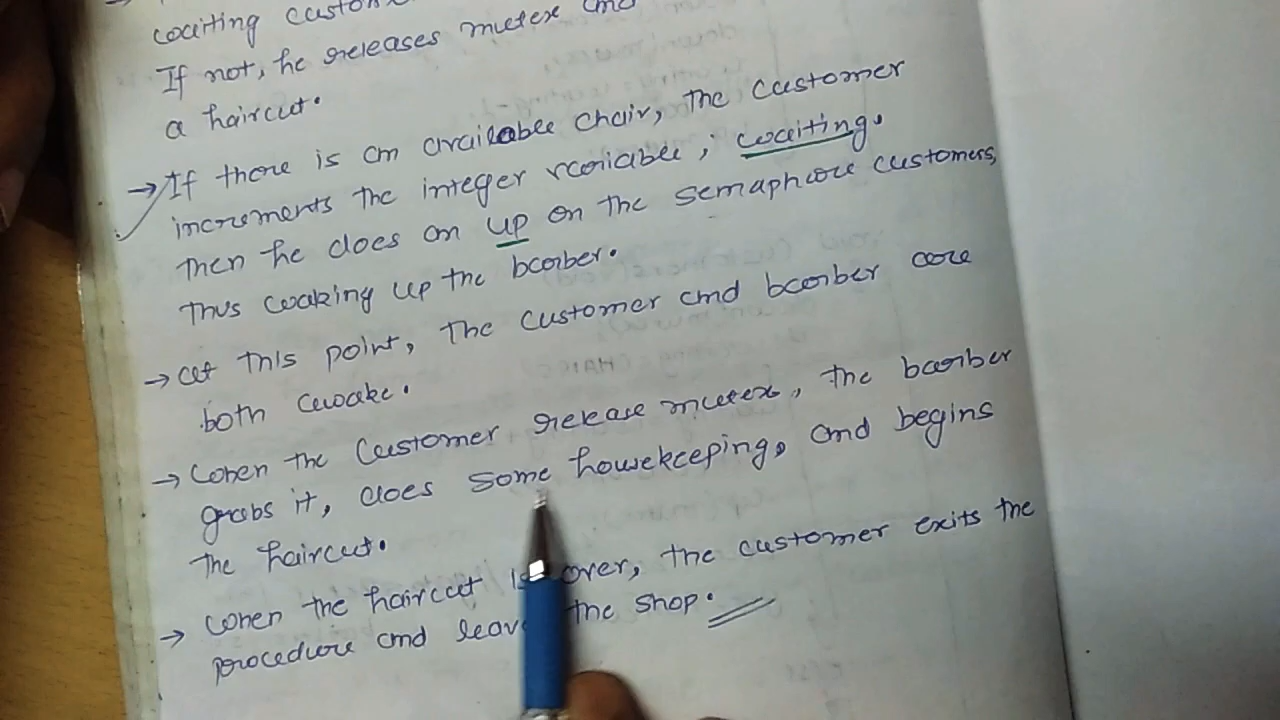 waiting
If not, he releases mutex and
a haircut.
→ If there is an available chair, the customer
increments the integer variable, waiting.
Then he does an up on the semaphore customers,
Thus waking up the barber.
→ at this point, The customer and barber are
both awake.
→ When the Customer release mutex, the barber
grabs it, does some housekeeping, and begins
the haircut.
→ When the haircut is over, the customer exits the
procedure and leave the shop.